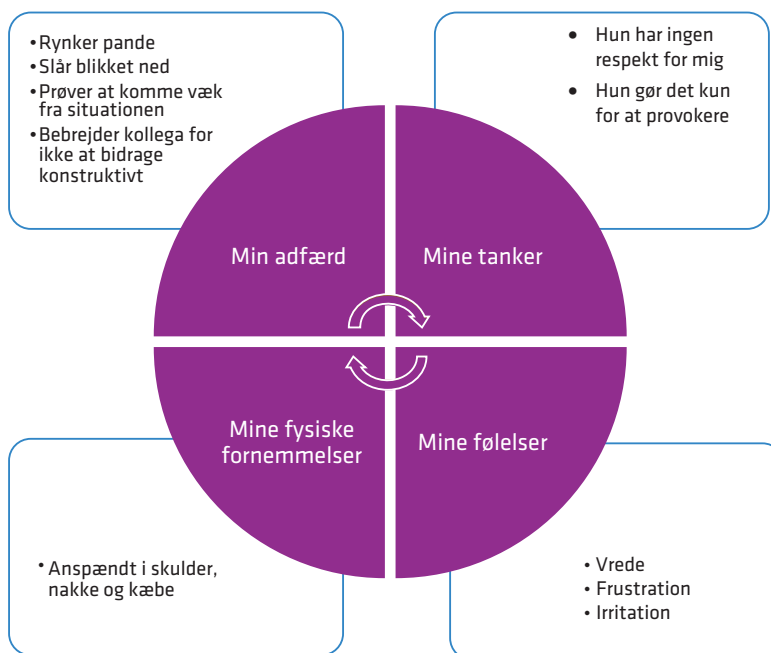 • Rynker pande
• Slår blikket ned
• Prøver at komme væk
fra situationen
• Bebrejder kollega for
ikke at bidrage
konstruktivt
• Hun har ingen
respekt for mig
• Hun gør det kun
for at provokere
Min adfærd
Mine tanker
Mine fysiske
fornemmelser
Mine følelser
• Anspændt i skulder,
nakke og kæbe
• Vrede
• Frustration
• Irritation